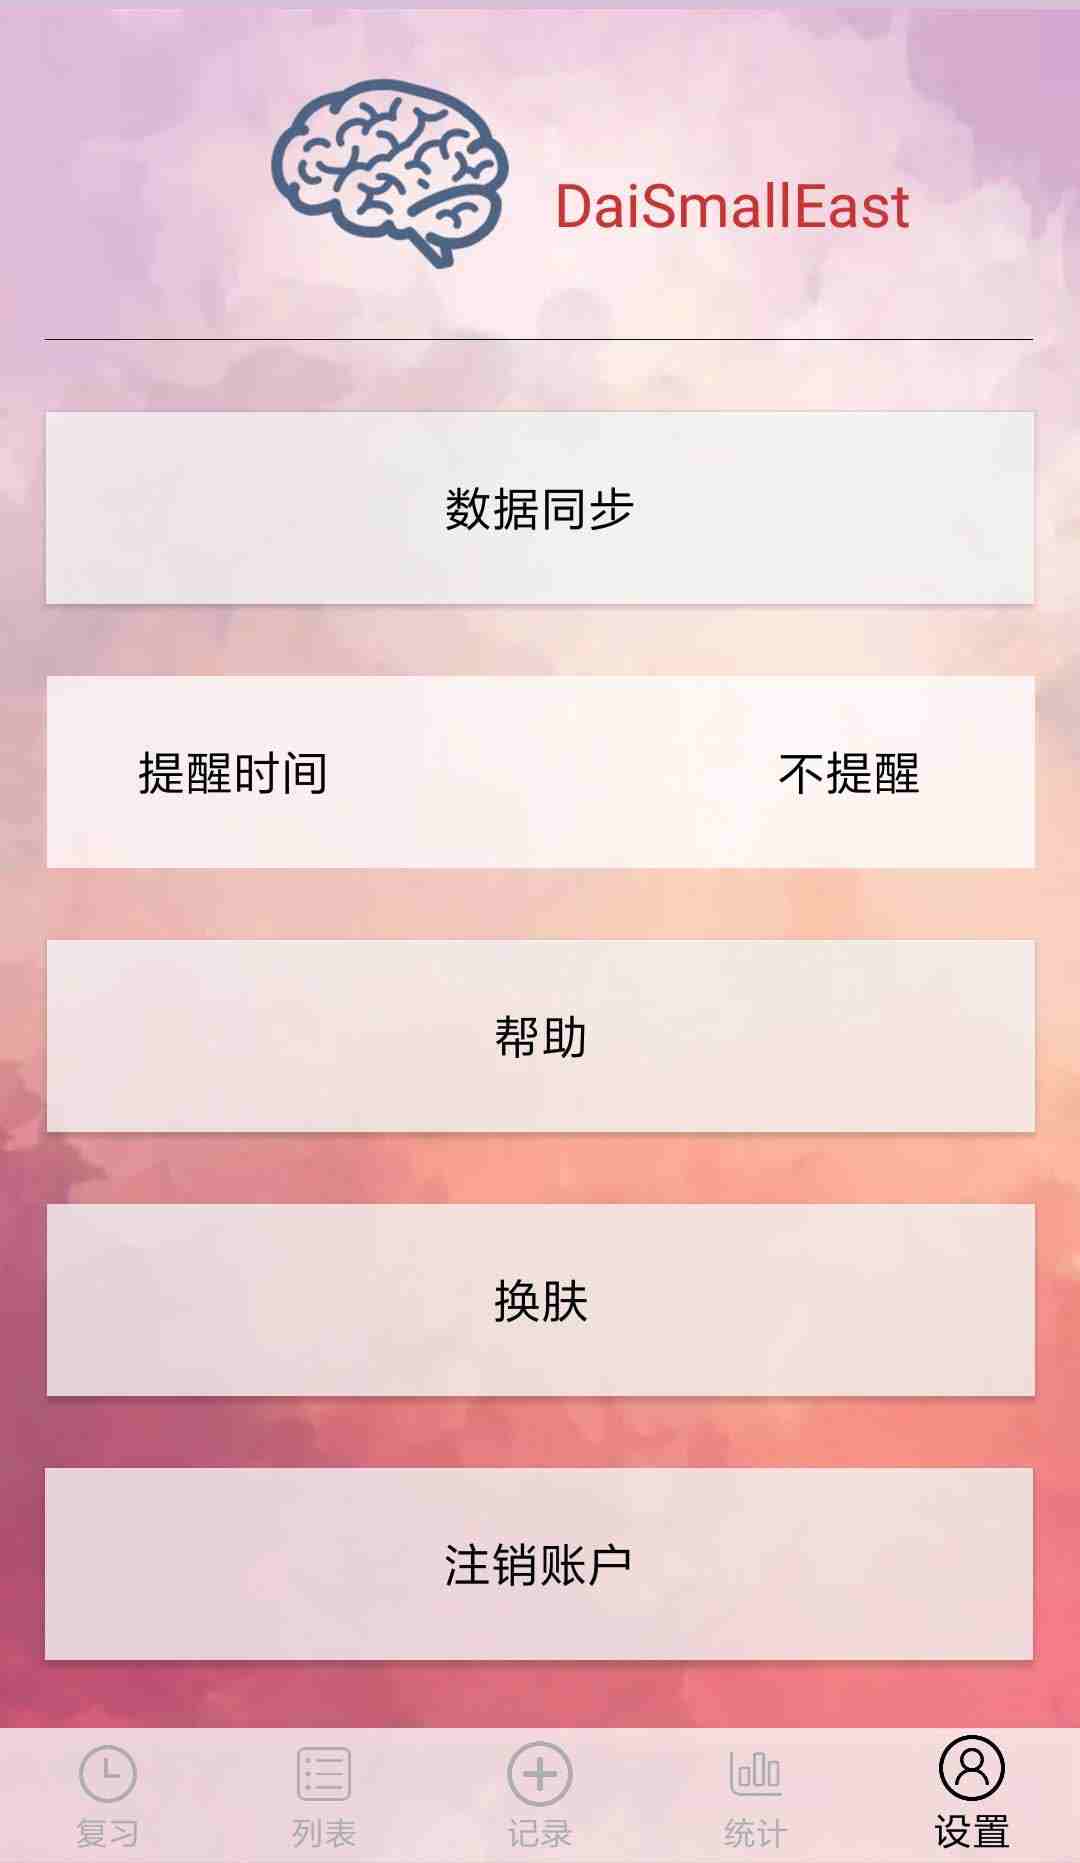 DaiSmallEast
数据同步
提醒时间 不提醒
帮助
换肤
注销账户
复习 列表 记录 统计 设置